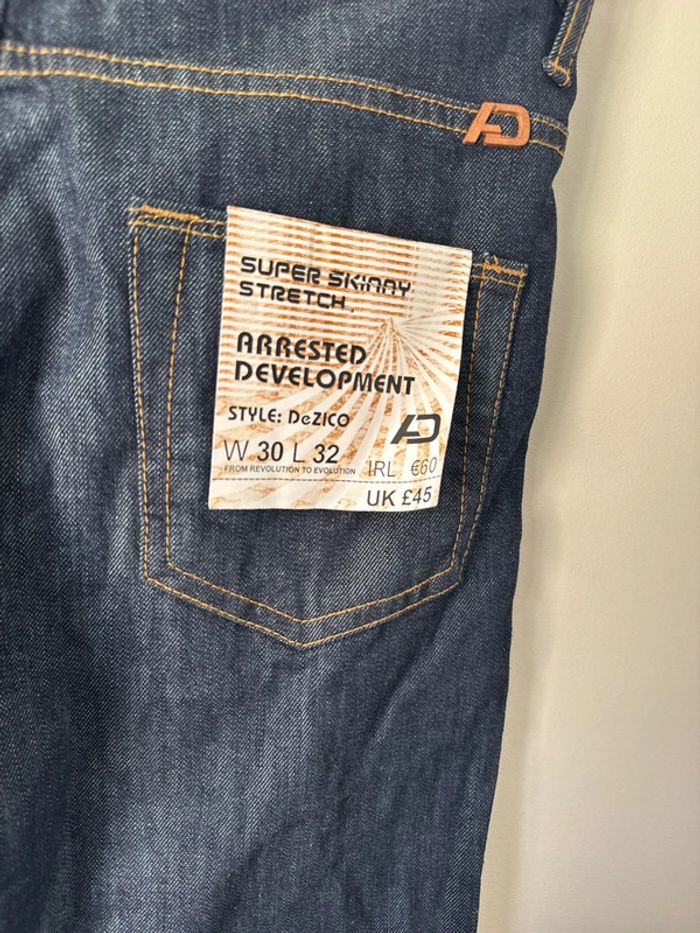 AD
SUPER SKINNY
STRETCH
ARRESTED
DEVELOPMENT
STYLE: DeZICO
AD
W 30 L 32
FROM REVOLUTION TO EVOLUTION
IRL €60
UK £45